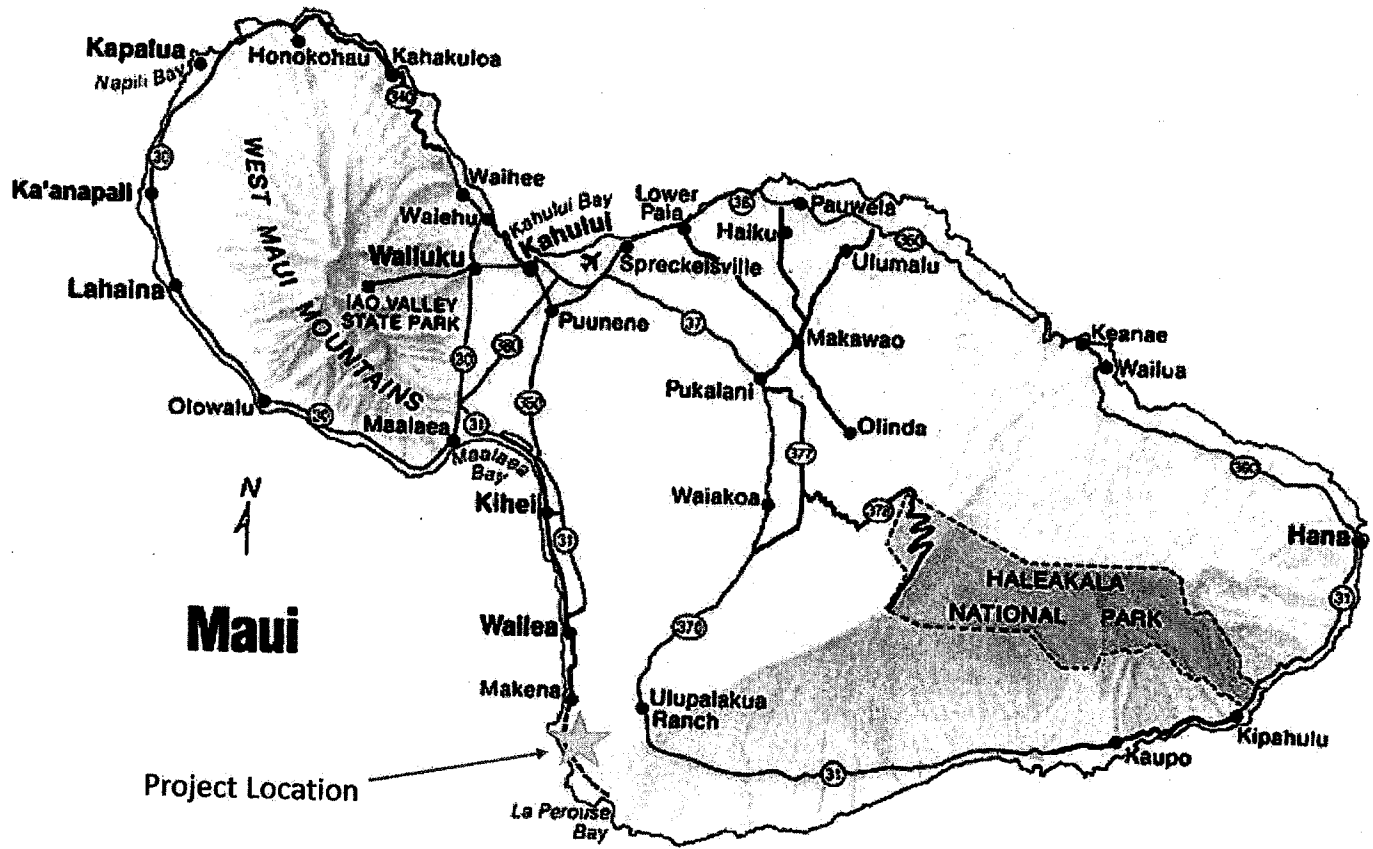 Kapalua
Napili Bay
Honokohau
Kahakuloa
340
30
WEST MAUI MOUNTAINS
Ka'anapali
Waihee
Waiehu
Kahului Bay
Kahului
Lower
Paia
36
Pauwela
Haiku
360
Wailuku
Spreckelsville
Ulumalu
Lahaina
IAO VALLEY
STATE PARK
Puunene
37
Makawao
Keanae
Wailua
30
380
350
Pukalani
Olowalu
30
Maalaea
31
Maalaea
Bay
Olinda
377
360
N
Kihei
Waiakoa
378
31
Hana
HALEAKALA
NATIONAL PARK
31
Maui
Wailea
Makena
Ulupalakua
Ranch
Kipahulu
Kaupo
31
Project Location
La Perouse
Bay